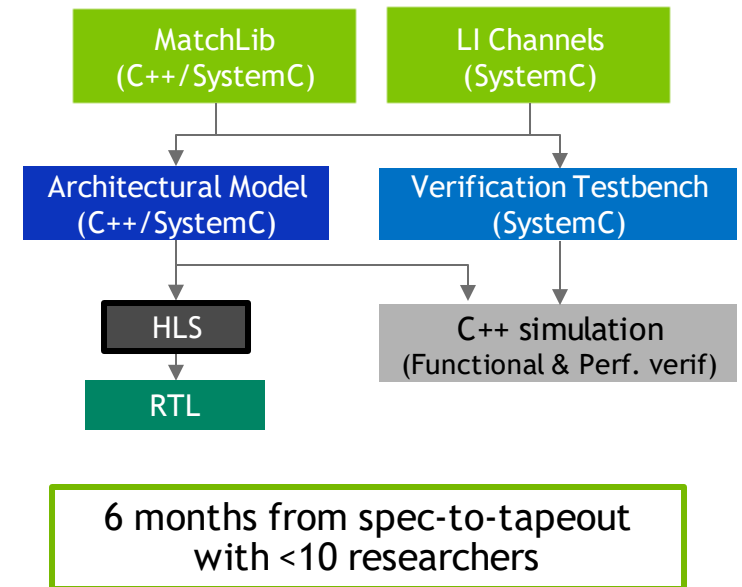 MatchLib
(C++/SystemC)
LI Channels
(SystemC)
Architectural Model
(C++/SystemC)
Verification Testbench
(SystemC)
HLS
C++ simulation
(Functional & Perf. verif)
RTL
6 months from spec-to-tapeout
with <10 researchers